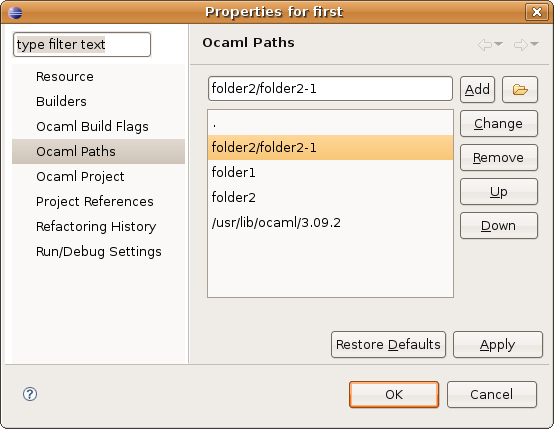 Properties for first
type filter text
Resource
Builders
Ocaml Build Flags
Ocaml Paths
Ocaml Project
Project References
Refactoring History
Run/Debug Settings
Ocaml Paths
folder2/folder2-1
Add
.
folder2/folder2-1
folder1
folder2
/usr/lib/ocaml/3.09.2
Change
Remove
Up
Down
Restore Defaults
Apply
?
OK
Cancel